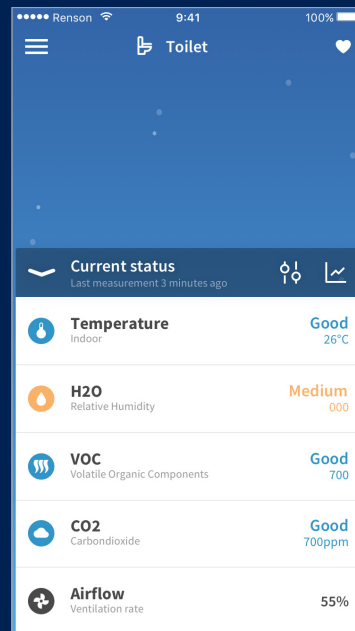 Renson
9:41
100%
Toilet
Current status
Last measurement 3 minutes ago
Temperature
Indoor
Good
26°C
H2O
Relative Humidity
Medium
000
VOC
Volatile Organic Components
Good
700
CO2
Carbondioxide
Good
700ppm
Airflow
Ventilation rate
55%